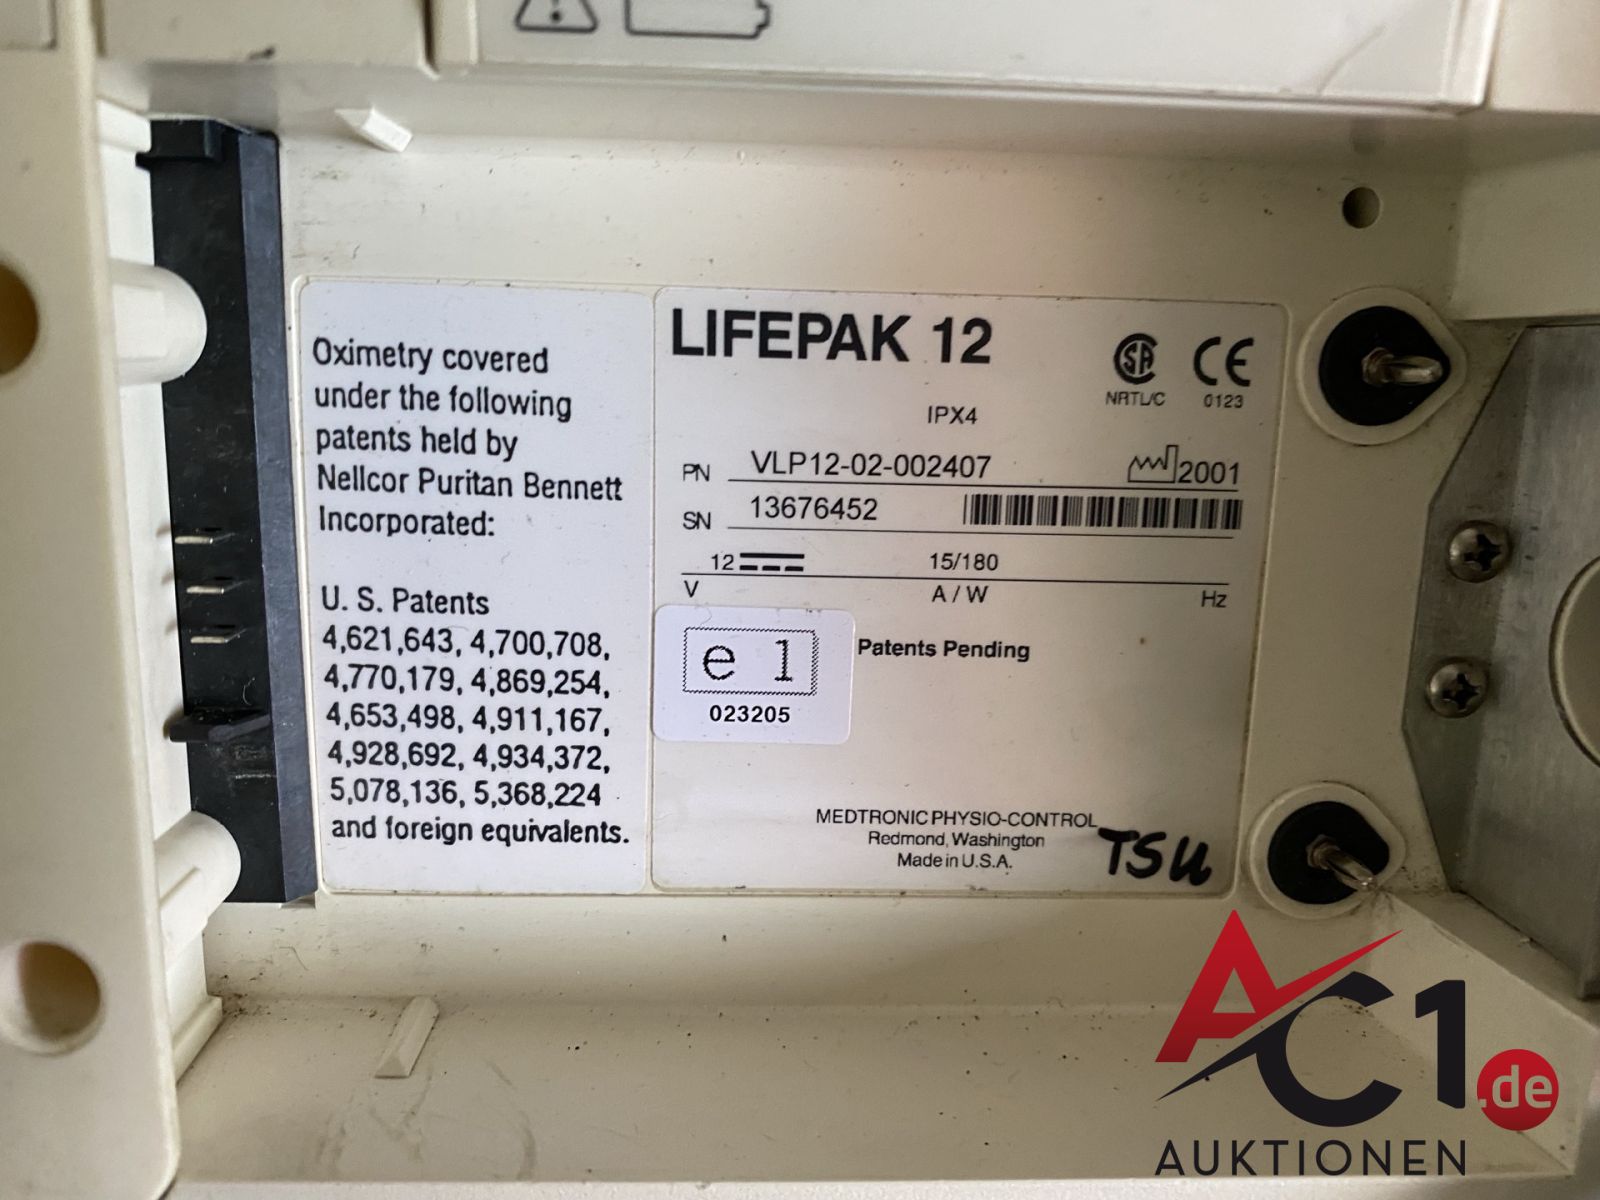 Oximetry covered
under the following
patents held by
Nellcor Puritan Bennett
Incorporated:
U. S. Patents
4,621,643, 4,700,708,
4,770,179, 4,869,254,
4,653,498, 4,911,167,
4,928,692, 4,934,372,
5,078,136, 5,368,224
and foreign equivalents.
LIFEPAK 12
SA
CE
NRTL/C
0123
IPX4
PN VLP12-02-002407
2001
SN 13676452
12
15/180
V
A / W
Hz
e 1
023205
Patents Pending
MEDTRONIC PHYSIO-CONTROL
Redmond, Washington
Made in U.S.A.
TSU
AC1.de
AUKTIONEN